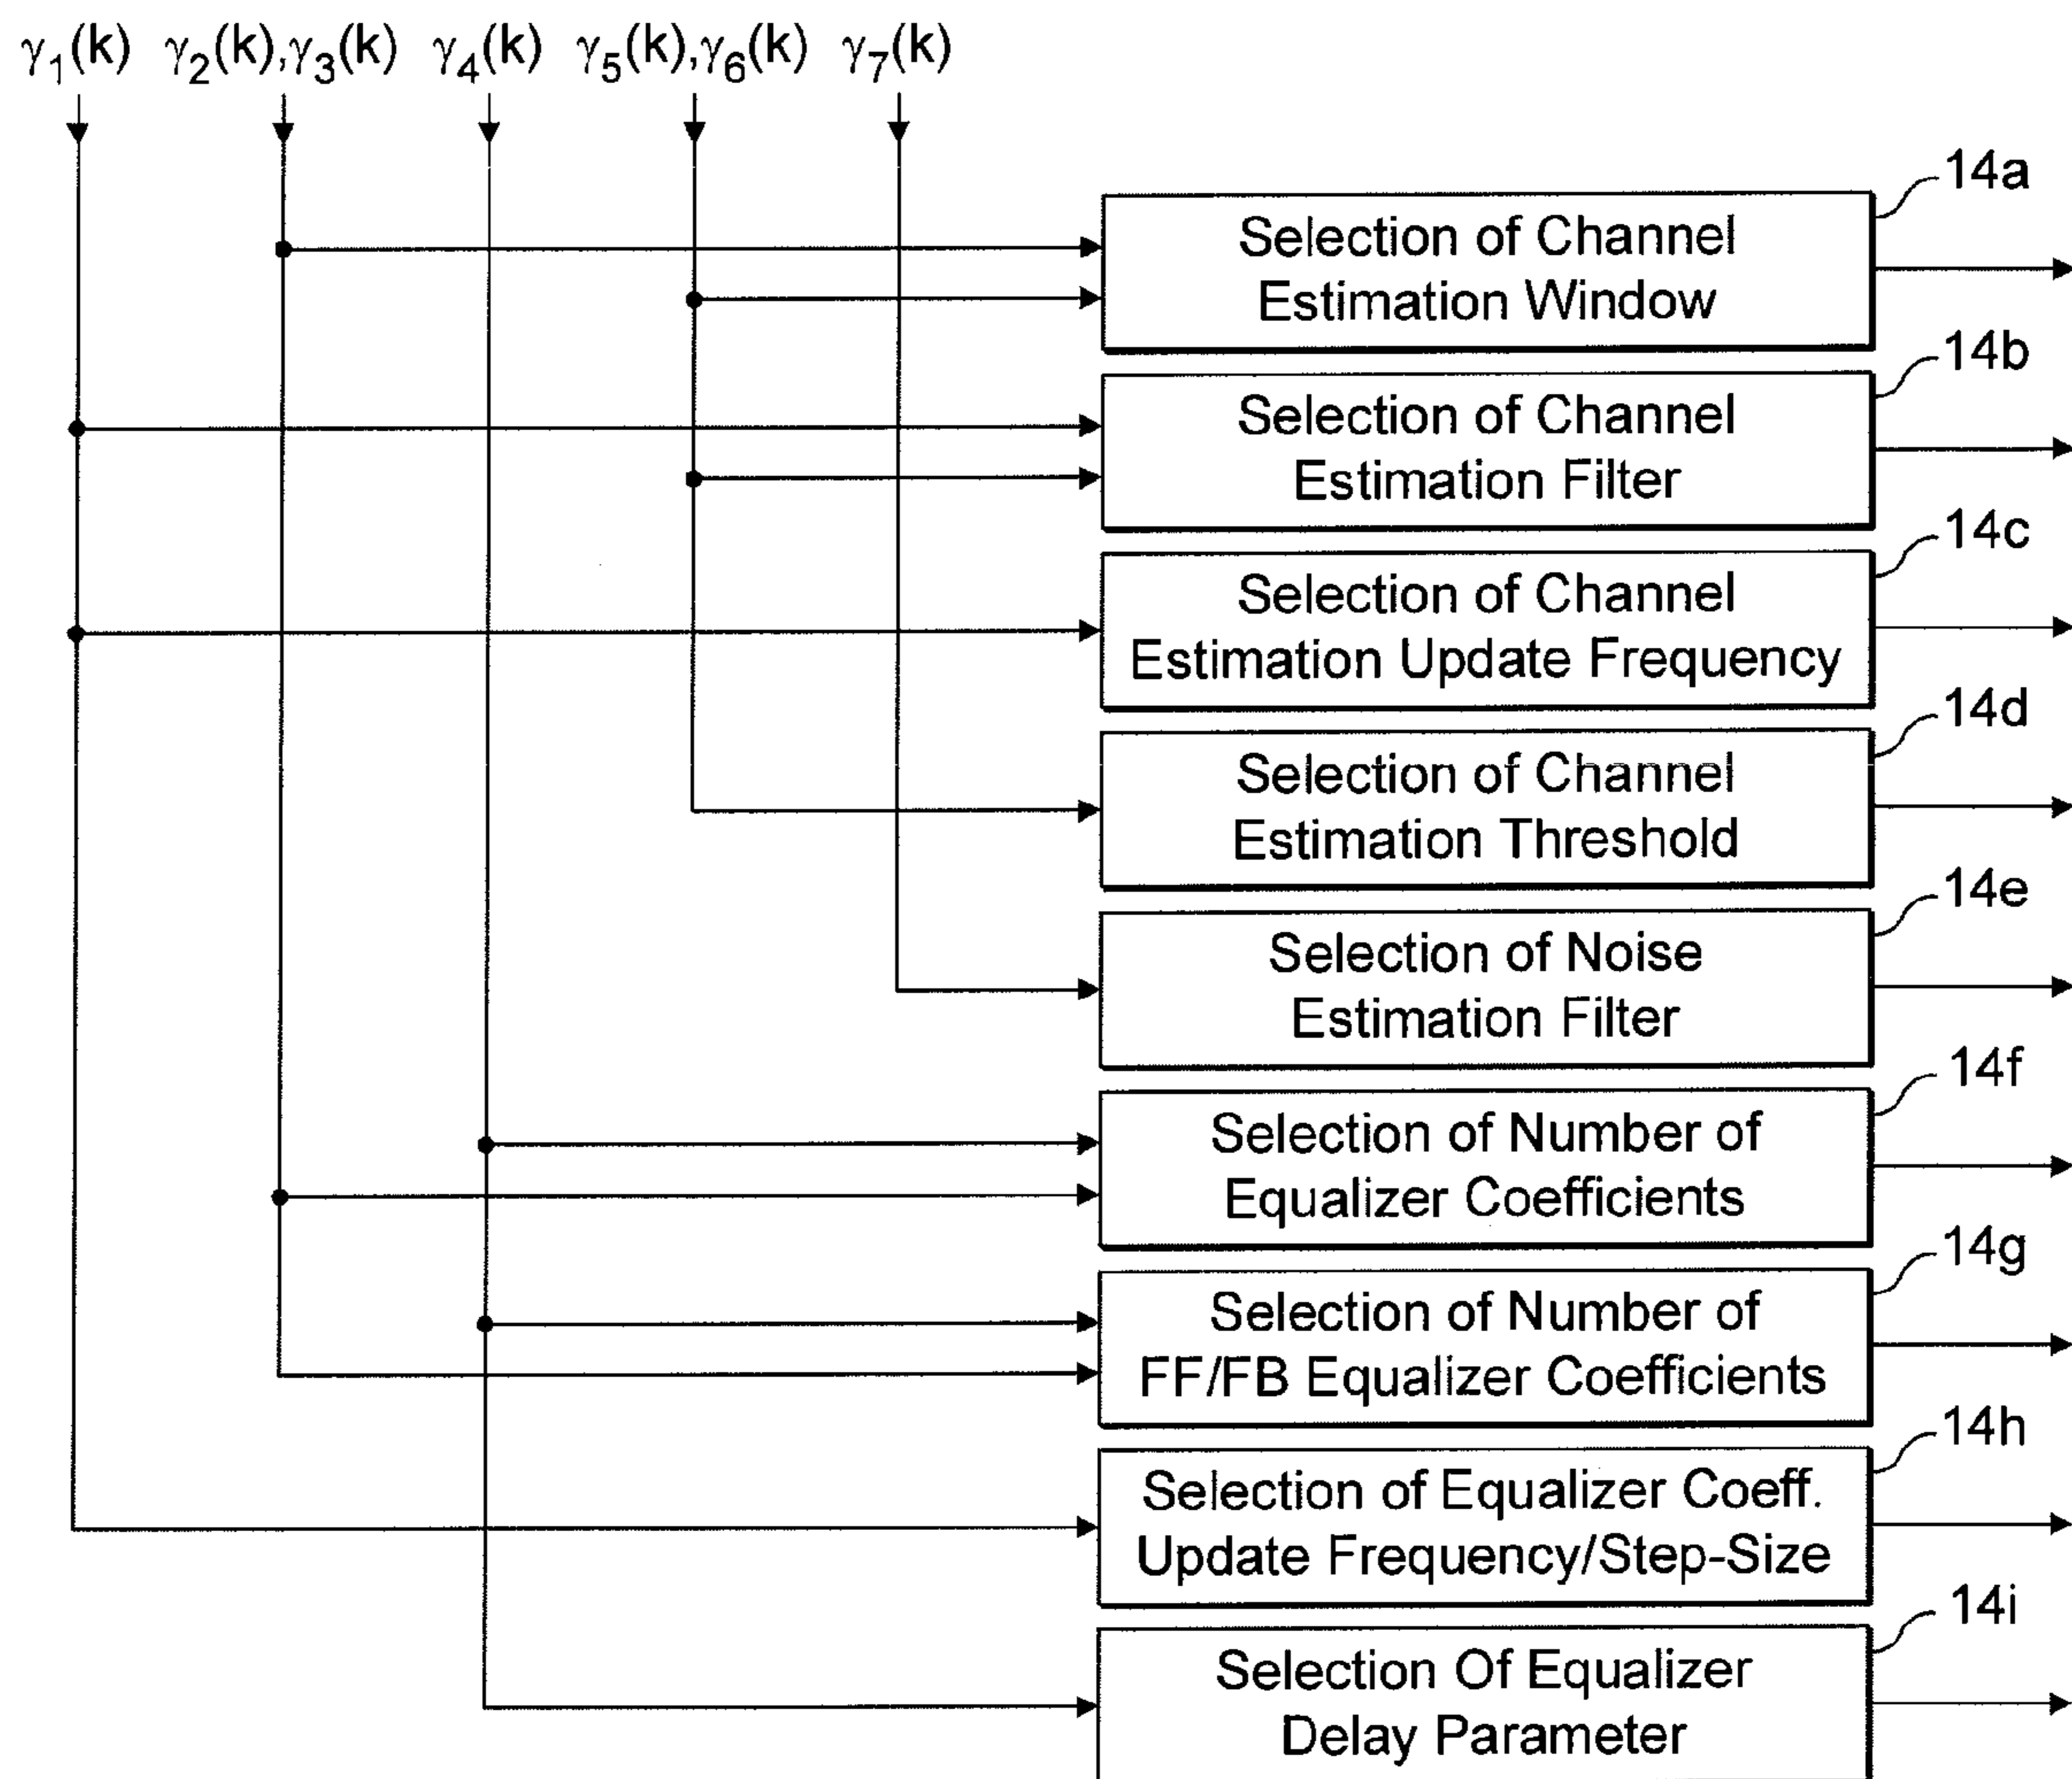 γ₁(k) γ₂(k),γ₃(k) γ₄(k) γ₅(k),γ₆(k) γ₇(k)
14a
Selection of Channel
Estimation Window
14b
Selection of Channel
Estimation Filter
14c
Selection of Channel
Estimation Update Frequency
14d
Selection of Channel
Estimation Threshold
14e
Selection of Noise
Estimation Filter
14f
Selection of Number of
Equalizer Coefficients
14g
Selection of Number of
FF/FB Equalizer Coefficients
14h
Selection of Equalizer Coeff.
Update Frequency/Step-Size
14i
Selection Of Equalizer
Delay Parameter